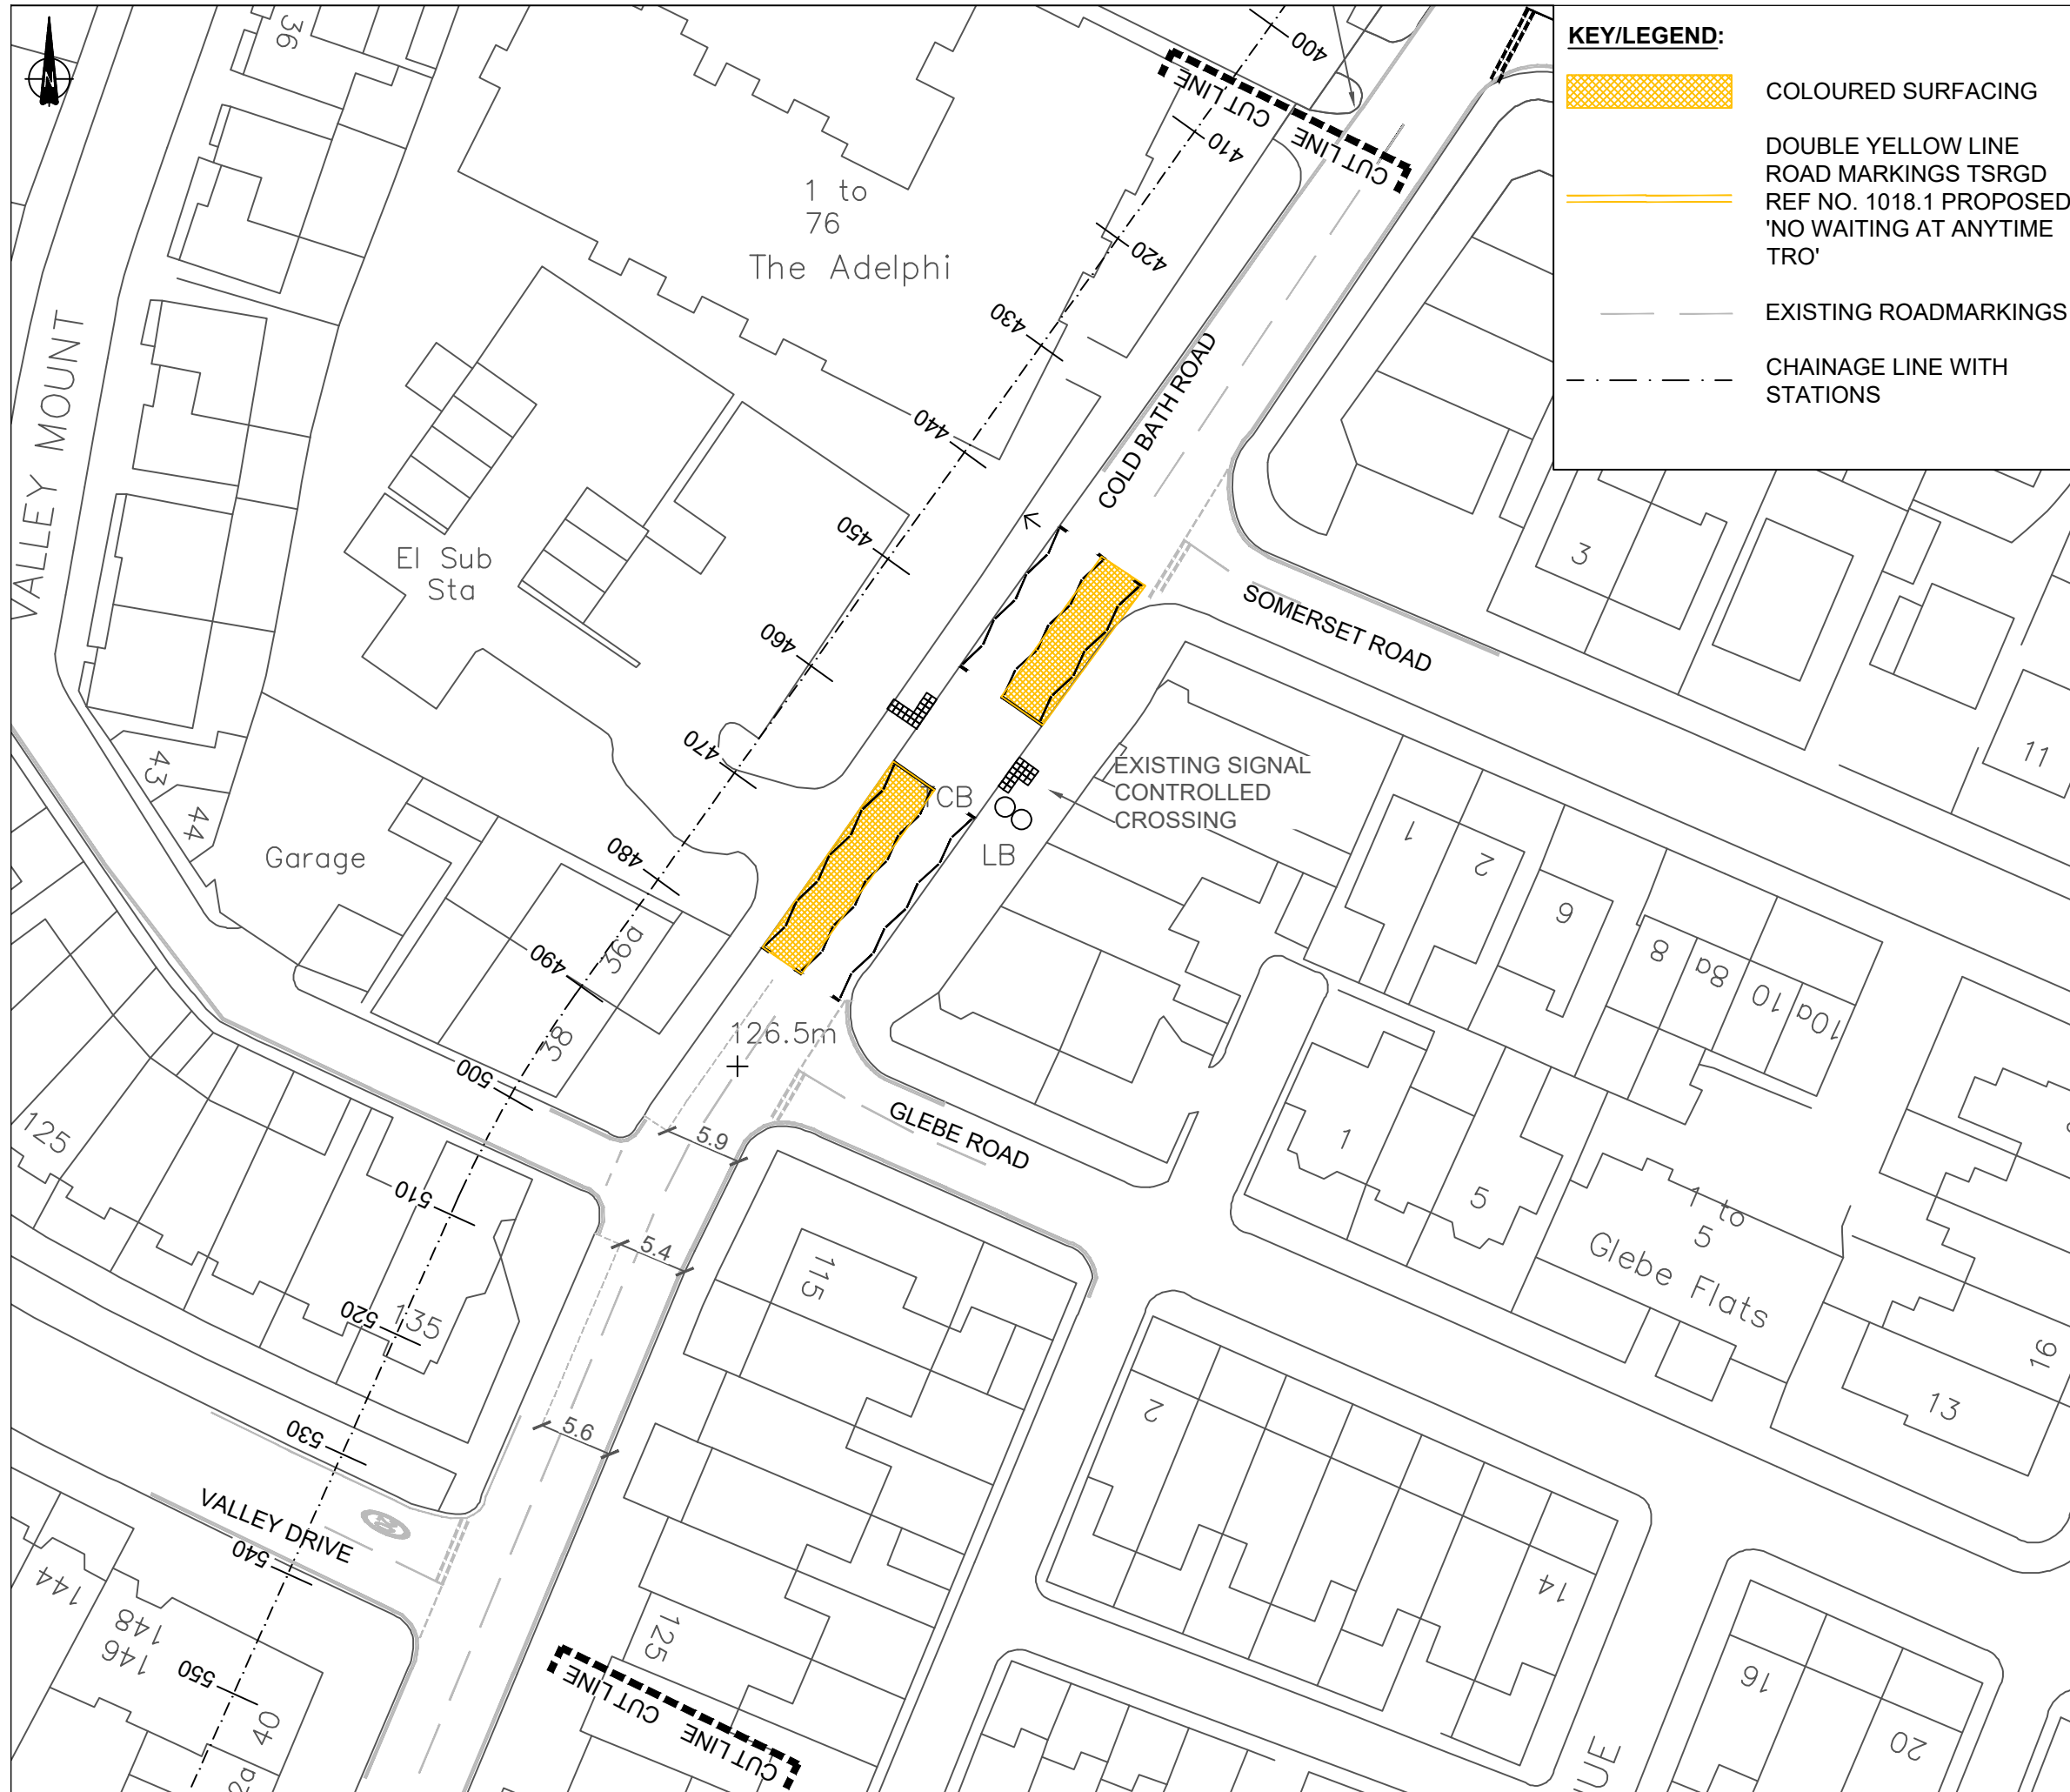 KEY/LEGEND:
COLOURED SURFACING
DOUBLE YELLOW LINE
ROAD MARKINGS TSRGD
REF NO. 1018.1 PROPOSED
'NO WAITING AT ANYTIME
TRO'
EXISTING ROADMARKINGS
CHAINAGE LINE WITH
STATIONS
N
36
400
CUT LINE
CUT LINE
410
1 to
76
The Adelphi
420
430
VALLEY MOUNT
COLD BATH ROAD
440
450
El Sub
Sta
3
SOMERSET ROAD
460
470
43
44
11
EXISTING SIGNAL
CONTROLLED
CROSSING
TCB
LB
Garage
480
1
2
6
8
8a
10
10a
490
36a
38
126.5m
500
GLEBE ROAD
5.9
125
1
5
1 to
5
Glebe Flats
510
5.4
115
520
135
16
13
2
530
5.6
VALLEY DRIVE
20
540
144
148
146
14
125
550
40
2a
CUT LINE
CUT LINE
16
20
UE